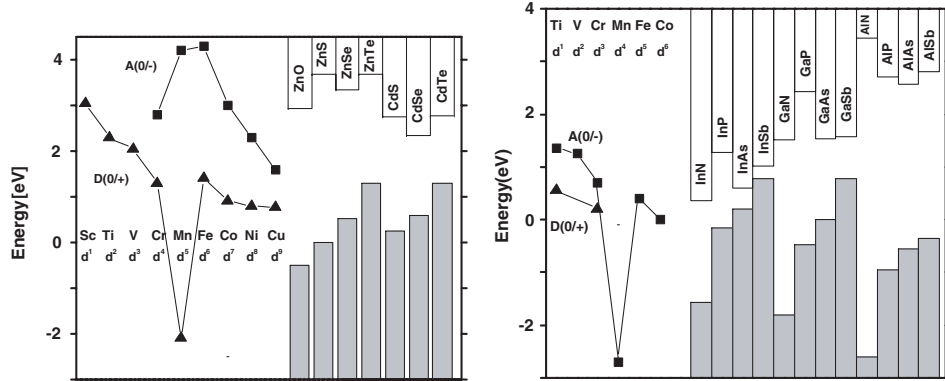 Energy[eV]
4
2
0
-2
A(0/-)
D(0/+)
Sc Ti V Cr Mn Fe Co Ni Cu
d1 d2 d3 d4 d5 d6 d7 d8 d9
ZnO
ZnS
ZnSe
ZnTe
CdS
CdSe
CdTe
Energy(eV)
4
2
0
-2
Ti V Cr Mn Fe Co
d1 d2 d3 d4 d5 d6
A(0/-)
D(0/+)
InN
InP
InAs
InSb
GaN
GaP
GaAs
GaSb
AlN
AlP
AlAs
AlSb